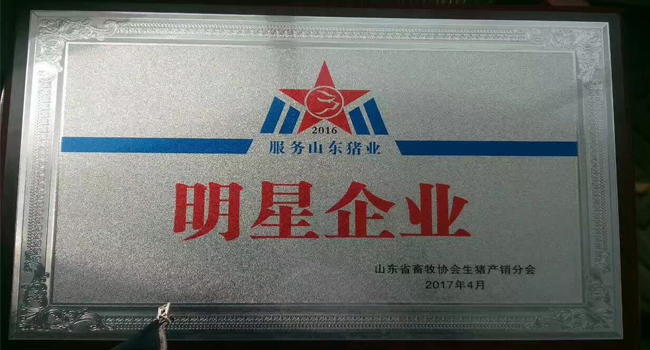 2016
服务山东猪业
明星企业
山东省畜牧协会生猪产销分会
2017年4月